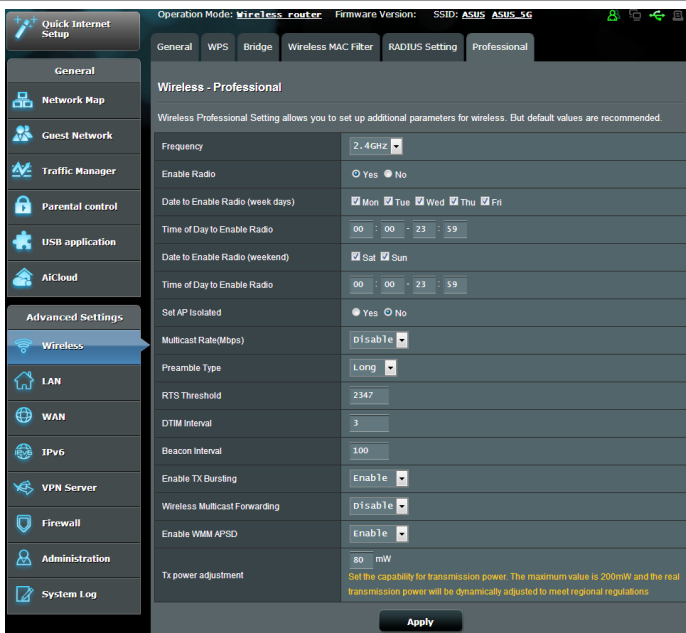 Quick Internet Setup
Operation Mode: Wireless router Firmware Version: SSID: ASUS ASUS_5G
General WPS Bridge Wireless MAC Filter RADIUS Setting Professional
General
Network Map
Guest Network
Traffic Manager
Parental control
USB application
AiCloud
Advanced Settings
Wireless
LAN
WAN
IPv6
VPN Server
Firewall
Administration
System Log
Wireless - Professional
Wireless Professional Setting allows you to set up additional parameters for wireless. But default values are recommended.
Frequency 2.4GHz
Enable Radio Yes No
Date to Enable Radio (week days) Mon Tue Wed Thu Fri
Time of Day to Enable Radio 00 : 00 - 23 : 59
Date to Enable Radio (weekend) Sat Sun
Time of Day to Enable Radio 00 : 00 - 23 : 59
Set AP Isolated Yes No
Multicast Rate(Mbps) Disable
Preamble Type Long
RTS Threshold 2347
DTIM Interval 3
Beacon Interval 100
Enable TX Bursting Enable
Wireless Multicast Forwarding Disable
Enable WMM APSD Enable
Tx power adjustment 80 mW
Set the capability for transmission power. The maximum value is 200mW and the real
transmission power will be dynamically adjusted to meet regional regulations
Apply